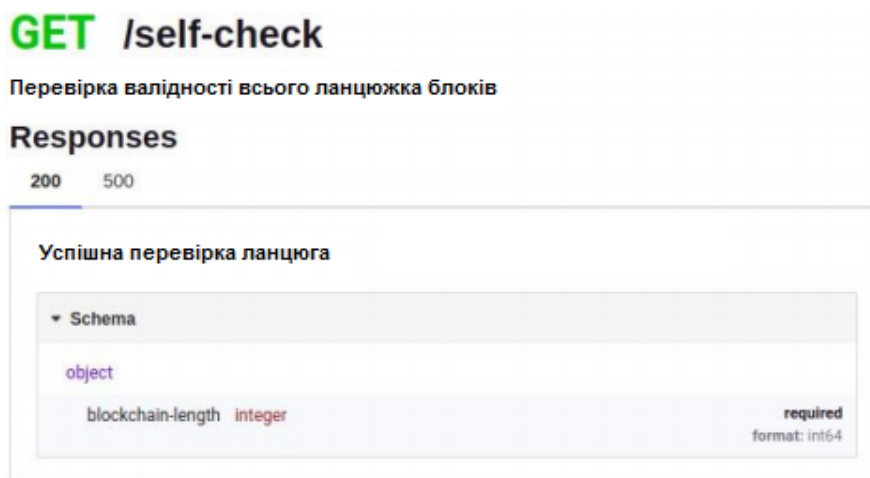 GET /self-check
Перевірка валідності всього ланцюжка блоків
Responses
200 500
Успішна перевірка ланцюга
Schema
object
blockchain-length integer required
format: int64